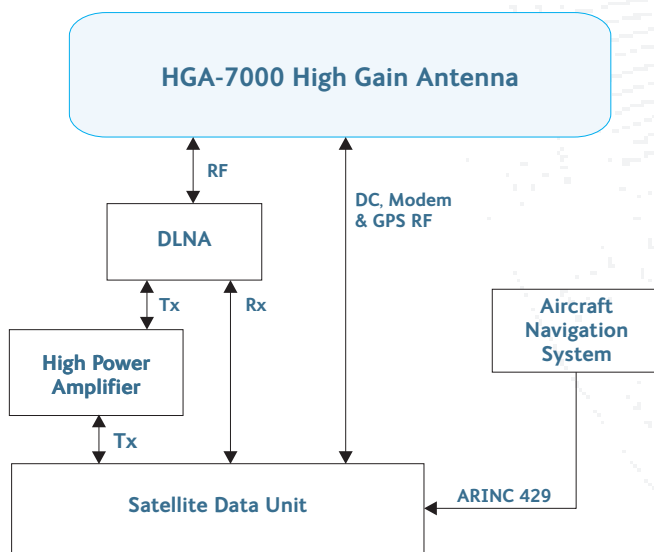 HGA-7000 High Gain Antenna
RF
DC, Modem
& GPS RF
DLNA
Tx
Rx
Aircraft
Navigation
System
High Power
Amplifier
Tx
ARINC 429
Satellite Data Unit